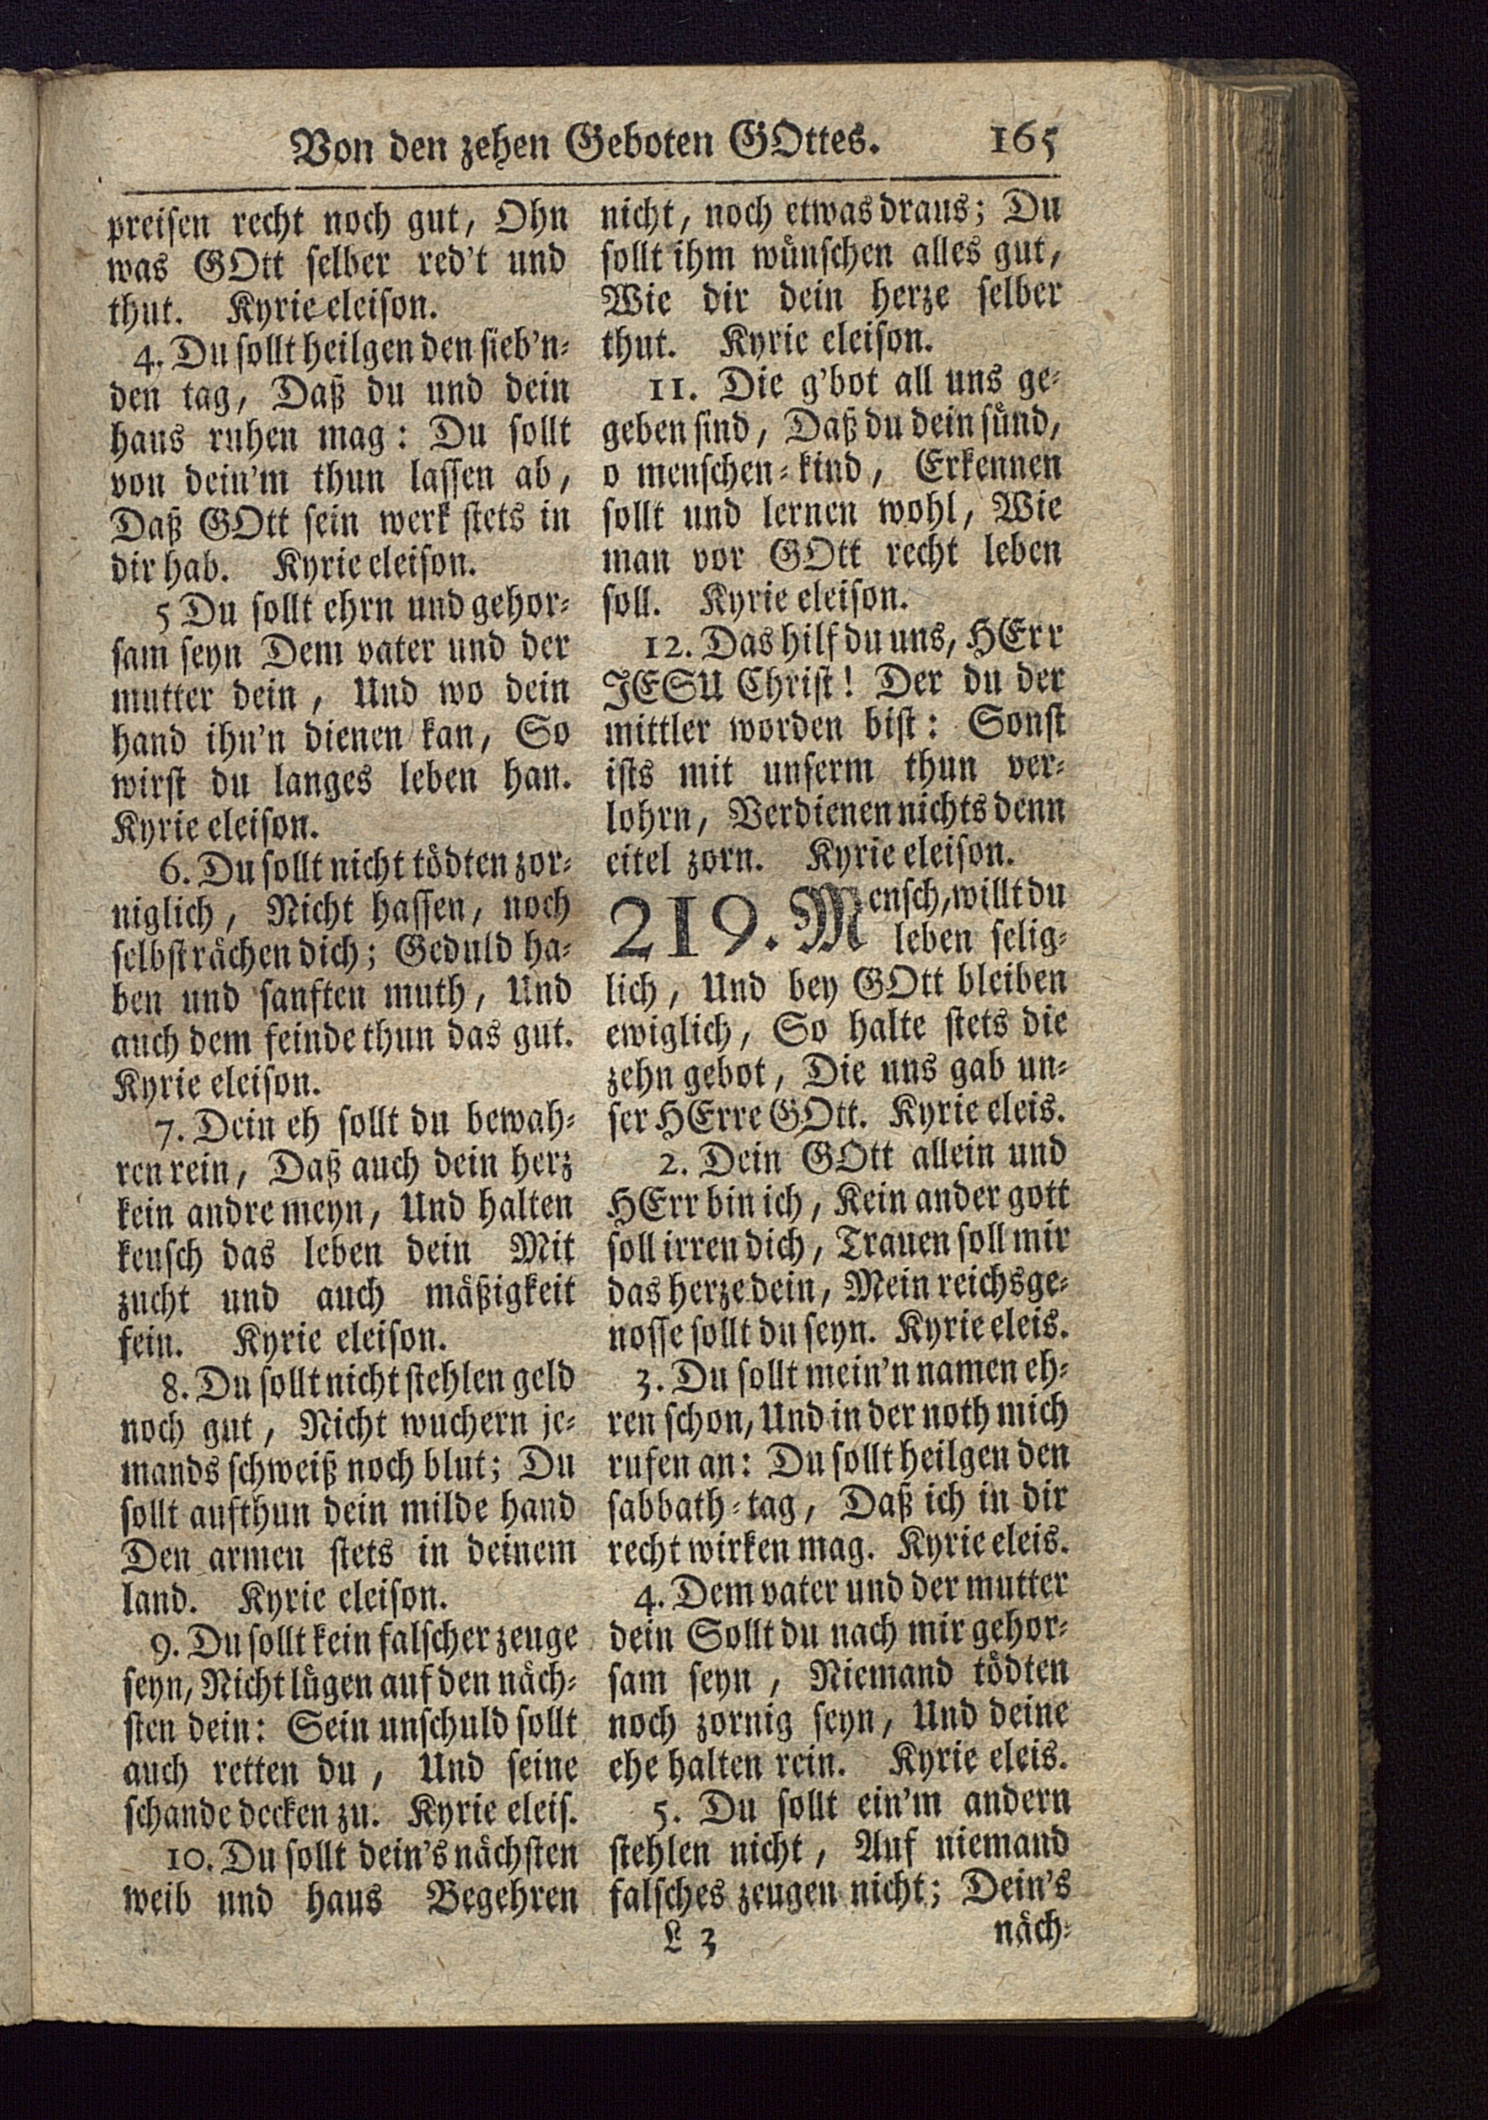 Von den zehen Geboten GOttes. 165
preisen recht noch gut, Ohn
was GOtt selber red't und
thut. Kyrie eleison.
4. Du sollt heilgen den sieb'n-
den tag, Daß du und dein
haus ruhen mag: Du sollt
von dein'm thun lassen ab,
Daß GOtt sein werk stets in
dir hab. Kyrie eleison.
5 Du sollt ehrn und gehor-
sam seyn Dem vater und der
mutter dein, Und wo dein
hand ihn'n dienen kan, So
wirst du langes leben han.
Kyrie eleison.
6. Du sollt nicht tödten zor-
niglich, Nicht hassen, noch
selbst rächen dich; Geduld ha-
ben und sanften muth, Und
auch dem feinde thun das gut.
Kyrie eleison.
7. Dein eh sollt du bewah-
ren rein, Daß auch dein herz
kein andre meyn, Und halten
keusch das leben dein Mit
zucht und auch mäßigkeit
fein. Kyrie eleison.
8. Du sollt nicht stehlen geld
noch gut, Nicht wuchern je-
mands schweiß noch blut; Du
sollt aufthun dein milde hand
Den armen stets in deinem
land. Kyrie eleison.
9. Du sollt kein falscher zeuge
seyn, Nicht lügen auf den näch-
sten dein: Sein unschuld sollt
auch retten du, Und seine
schande decken zu. Kyrie eleis.
10. Du sollt dein's nächsten
weib und haus Begehren
nicht, noch etwas draus; Du
sollt ihm wünschen alles gut,
Wie dir dein herze selber
thut. Kyrie eleison.
11. Die g'bot all uns ge-
geben sind, Daß du dein sünd,
o menschen-kind, Erkennen
sollt und lernen wohl, Wie
man vor GOtt recht leben
soll. Kyrie eleison.
12. Das hilf du uns, HErr
JESU Christ! Der du der
mittler worden bist: Sonst
ists mit unserm thun ver-
lohrn, Verdienen nichts denn
eitel zorn. Kyrie eleison.
219. Mensch, willt du
leben selig-
lich, Und bey GOtt bleiben
ewiglich, So halte stets die
zehn gebot, Die uns gab un-
ser HErre GOtt. Kyrie eleis.
2. Dein GOtt allein und
HErr bin ich, Kein ander gott
soll irren dich, Trauen soll mir
das herze dein, Mein reichsge-
nosse sollt du seyn. Kyrie eleis.
3. Du sollt mein'n namen eh-
ren schon, Und in der noth mich
rufen an: Du sollt heilgen den
sabbath-tag, Daß ich in dir
recht wirken mag. Kyrie eleis.
4. Dem vater und der mutter
dein Sollt du nach mir gehor-
sam seyn, Niemand tödten
noch zornig seyn, Und deine
ehe halten rein. Kyrie eleis.
5. Du sollt ein'm andern
stehlen nicht, Auf niemand
falsches zeugen nicht; Dein's
L 3 näch-